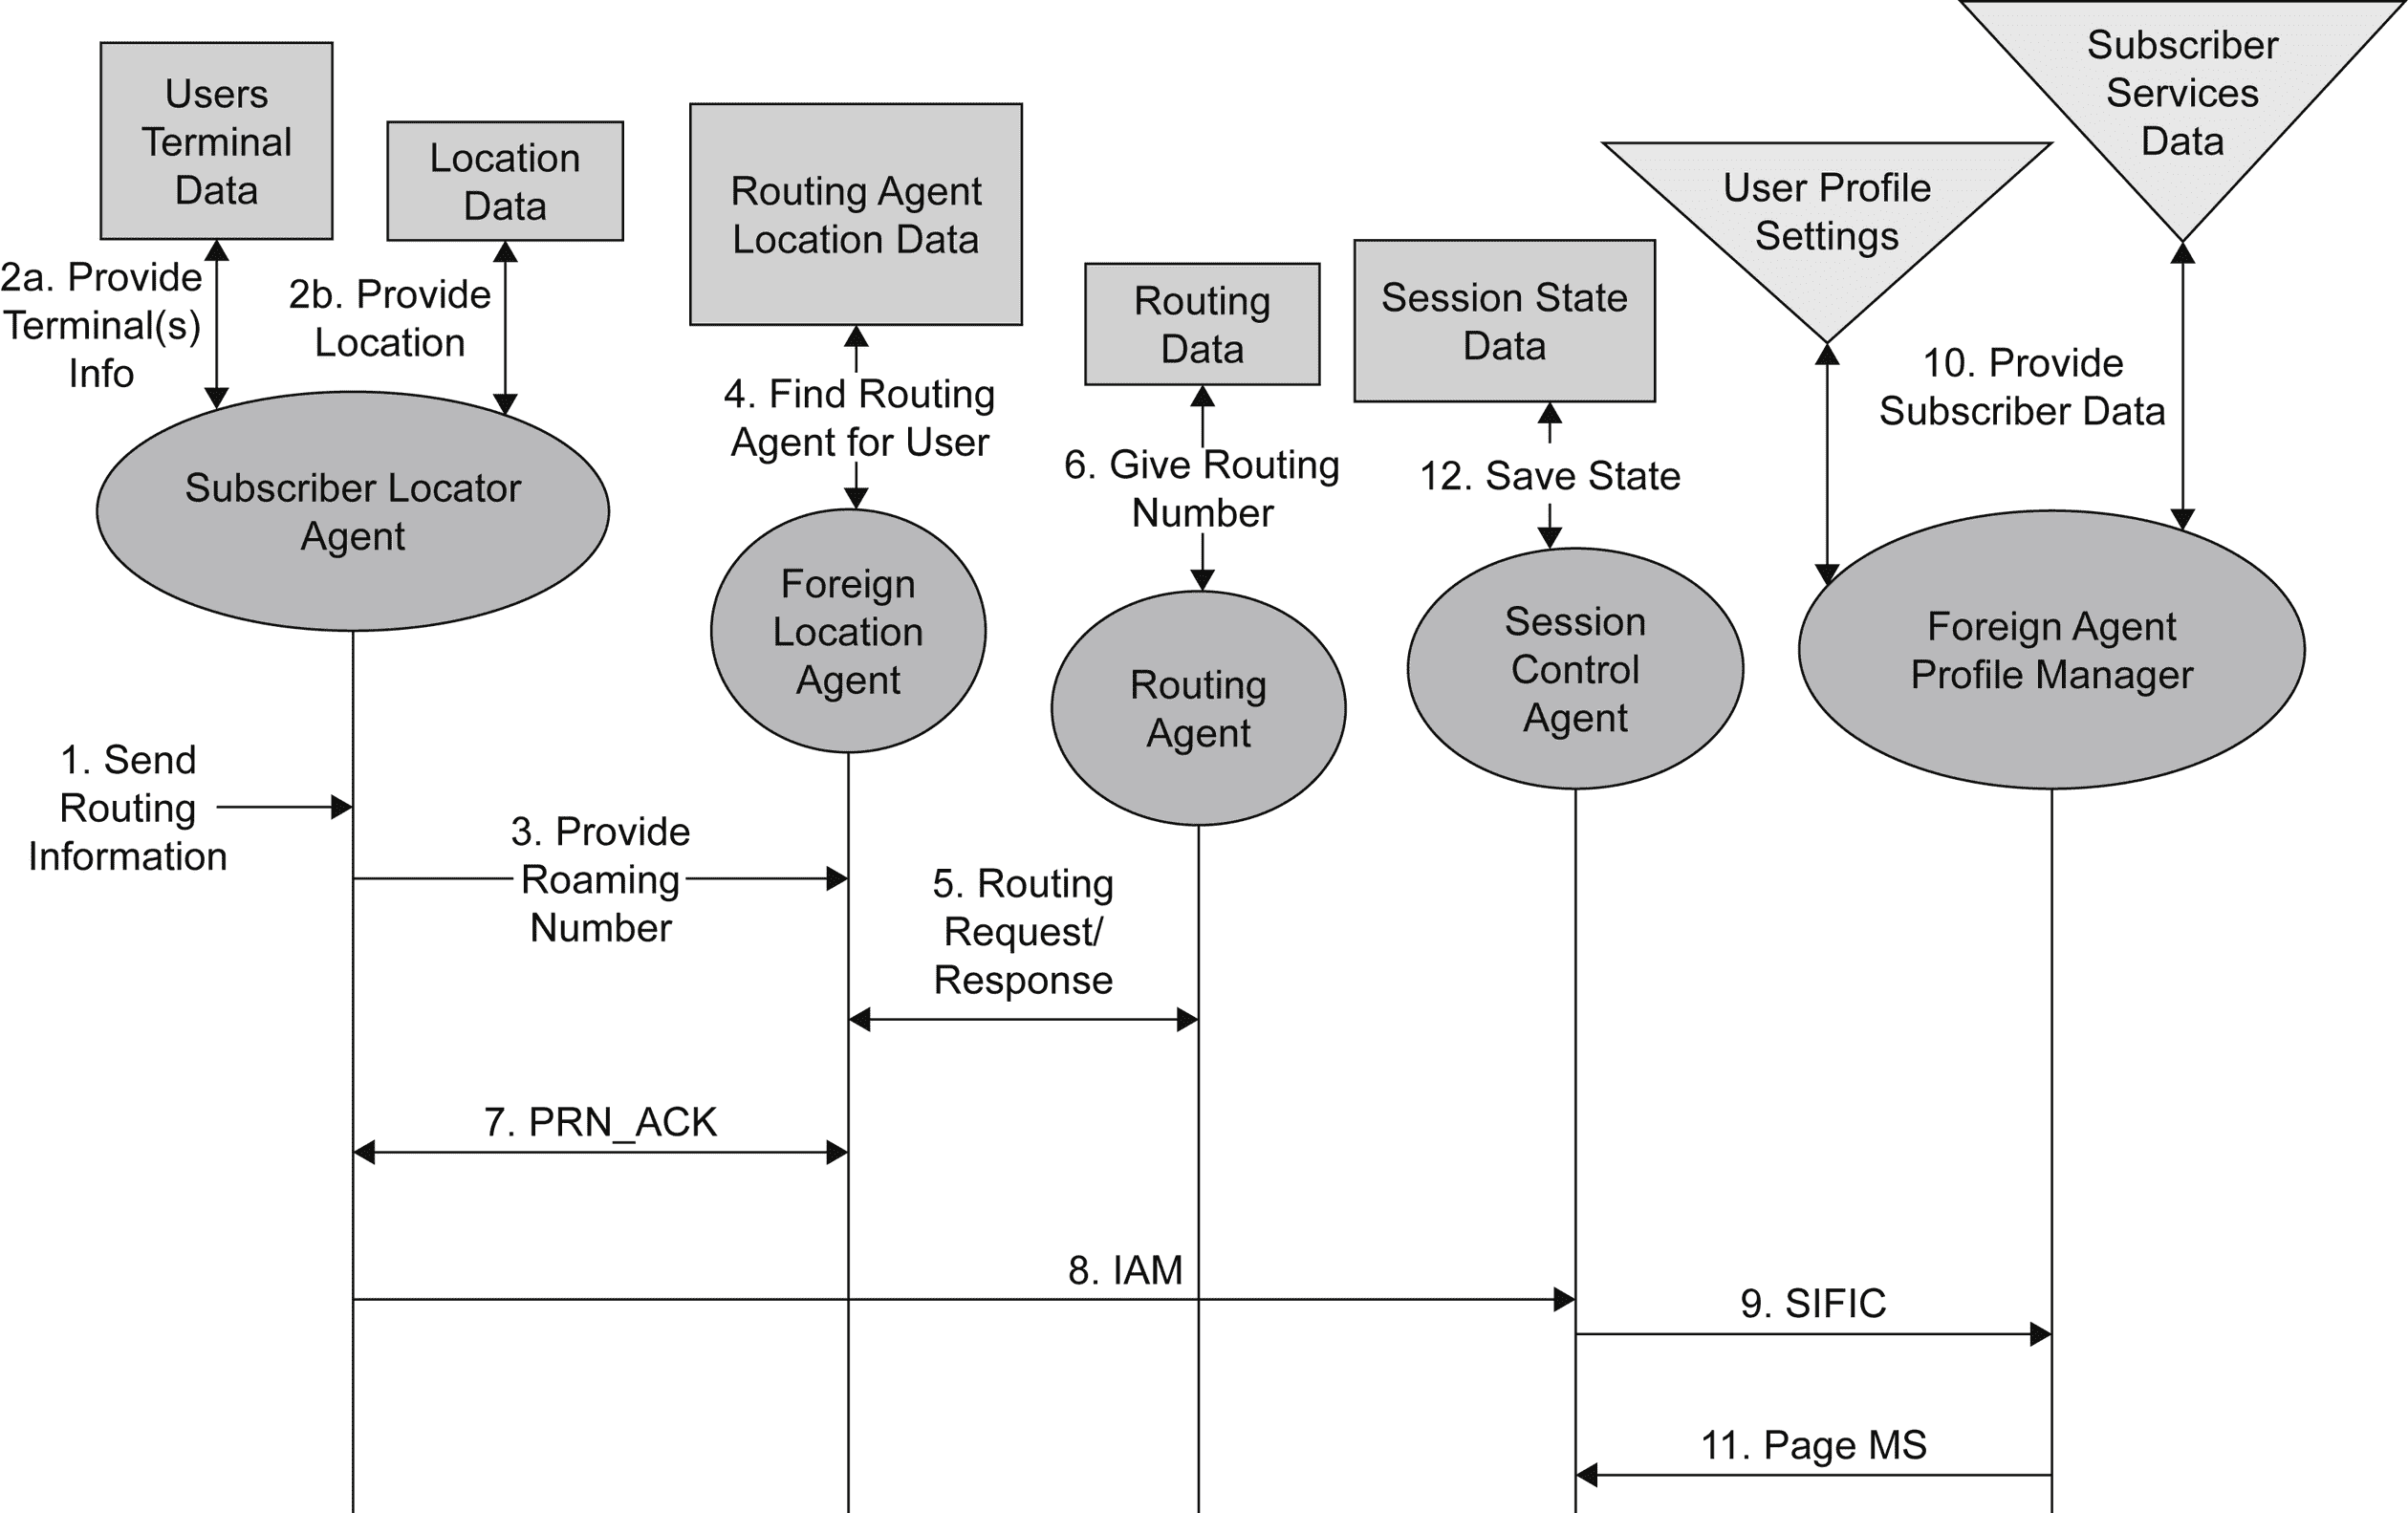 Users
Terminal
Data
Location
Data
Routing Agent
Location Data
Routing
Data
Session State
Data
User Profile
Settings
Subscriber
Services
Data
2a. Provide
Terminal(s)
Info
2b. Provide
Location
4. Find Routing
Agent for User
6. Give Routing
Number
12. Save State
10. Provide
Subscriber Data
Subscriber Locator
Agent
Foreign
Location
Agent
Routing
Agent
Session
Control
Agent
Foreign Agent
Profile Manager
1. Send
Routing
Information
3. Provide
Roaming
Number
5. Routing
Request/
Response
7. PRN_ACK
8. IAM
9. SIFIC
11. Page MS